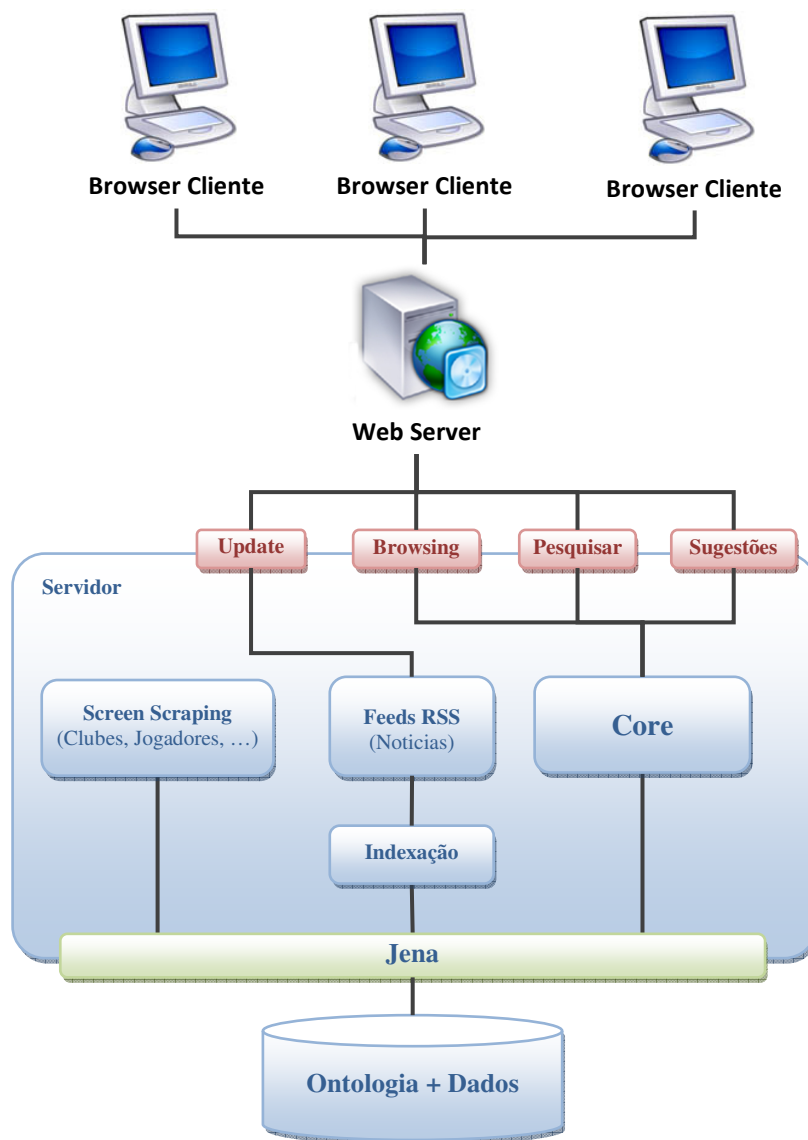 Browser Cliente
Browser Cliente
Browser Cliente
Web Server
Update
Browsing
Pesquisar
Sugestões
Servidor
Screen Scraping
(Clubes, Jogadores, …)
Feeds RSS
(Noticias)
Core
Indexação
Jena
Ontologia + Dados